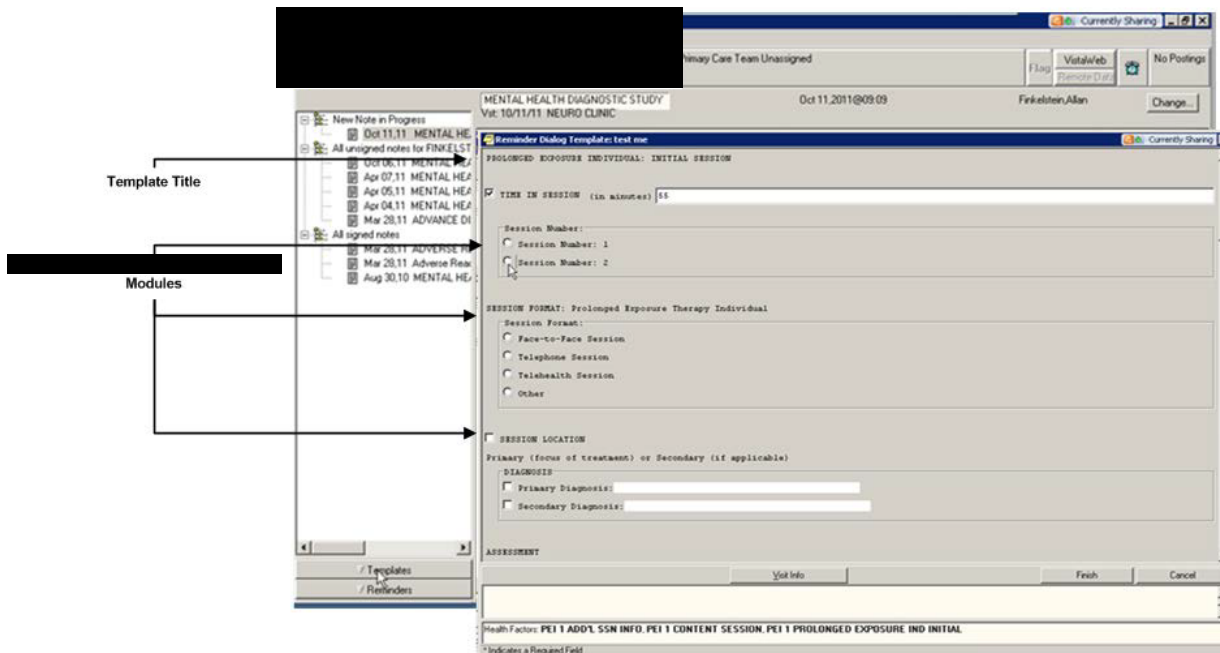 Currently Sharing
Primary Care Team Unassigned
Flag
VistaWeb
Remote Data
No Postings
MENTAL HEALTH DIAGNOSTIC STUDY
Oct 11,2011@09:09
Finkelstein,Allan
Change...
Vst: 10/11/11 NEURO CLINIC
New Note in Progress
Oct 11,11 MENTAL HE
All unsigned notes for FINKELST
Oct 06,11 MENTAL HEA
Apr 07,11 MENTAL HEA
Apr 05,11 MENTAL HEA
Apr 04,11 MENTAL HEA
Mar 28,11 ADVANCE DI
All signed notes
Mar 28,11 ADVERSE RE
Mar 28,11 Adverse Reac
Aug 30,10 MENTAL HEA
Template Title
Modules
Reminder Dialog Template: test me
Currently Sharing
PROLONGED EXPOSURE INDIVIDUAL: INITIAL SESSION
TIME IN SESSION (in minutes) 55
Session Number:
Session Number: 1
Session Number: 2
SESSION FORMAT: Prolonged Exposure Therapy Individual
Session Format:
Face-to-Face Session
Telephone Session
Telehealth Session
Other
SESSION LOCATION
Primary (focus of treatment) or Secondary (if applicable)
DIAGNOSIS
Primary Diagnosis:
Secondary Diagnosis:
ASSESSMENT
/ Templates
/ Reminders
Visit Info
Finish
Cancel
Health Factors: PEI 1 ADD'L SSN INFO, PEI 1 CONTENT SESSION, PEI 1 PROLONGED EXPOSURE IND INITIAL
* Indicates a Required Field